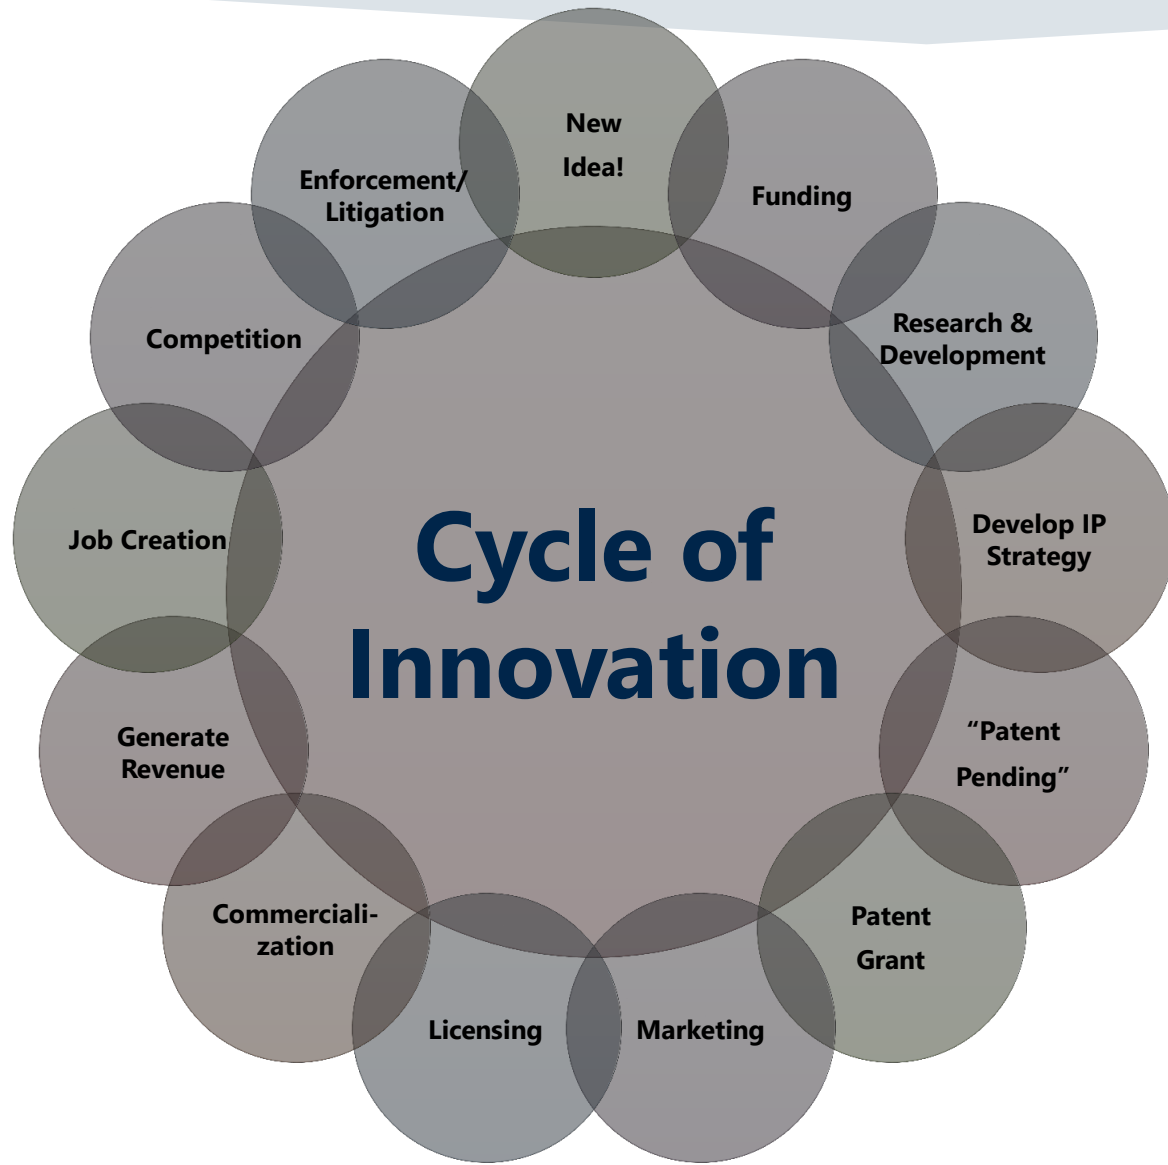 New
Idea!
Funding
Research &
Development
Develop IP
Strategy
“Patent
Pending”
Patent
Grant
Marketing
Licensing
Commerciali-
zation
Generate
Revenue
Job Creation
Competition
Enforcement/
Litigation
Cycle of
Innovation